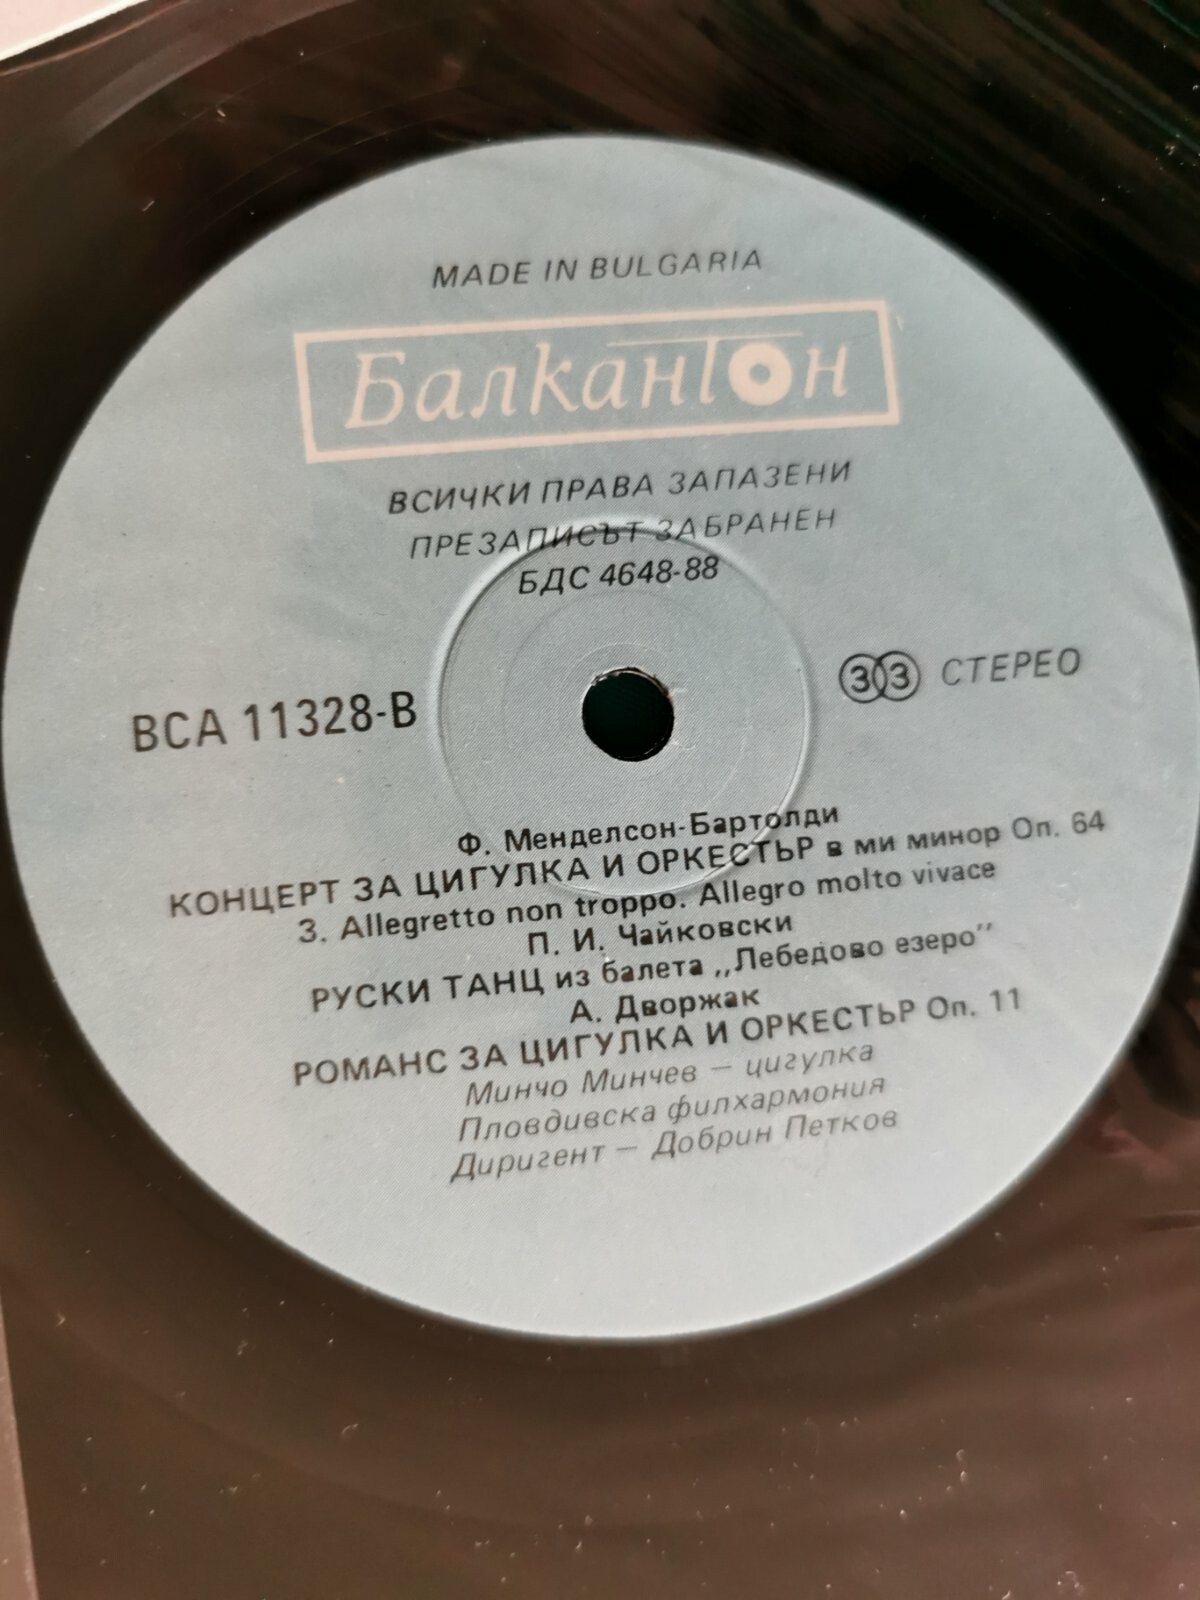 MADE IN BULGARIA
Балкантон
ВСИЧКИ ПРАВА ЗАПАЗЕНИ
ПРЕЗАПИСЪТ ЗАБРАНЕН
БДС 4648-88
ВСА 11328-В
33 СТЕРЕО
Ф. Менделсон-Бартолди
КОНЦЕРТ ЗА ЦИГУЛКА И ОРКЕСТЪР в ми минор Оп. 64
3. Allegretto non troppo. Allegro molto vivace
П. И. Чайковски
РУСКИ ТАНЦ из балета „Лебедово езеро”
А. Дворжак
РОМАНС ЗА ЦИГУЛКА И ОРКЕСТЪР Оп. 11
Минчо Минчев – цигулка
Пловдивска филхармония
Диригент – Добрин Петков